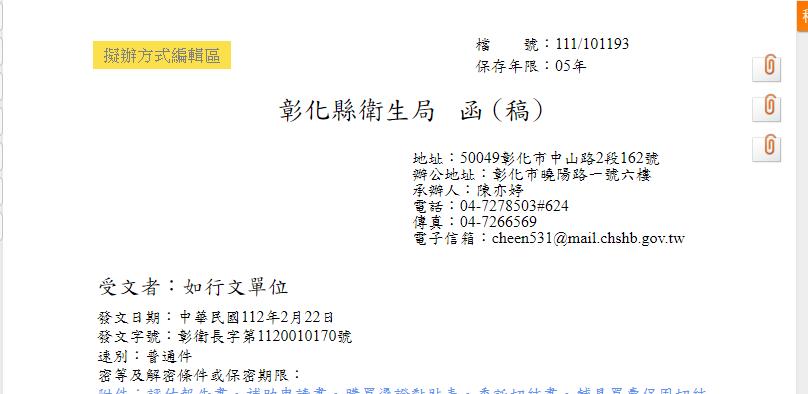 擬辦方式編輯區
檔　　號：111/101193
保存年限：05年
彰化縣衛生局　函（稿）
地址：50049彰化市中山路2段162號
辦公地址：彰化市曉陽路一號六樓
承辦人：陳亦婷
電話：04-7278503#624
傳真：04-7266569
電子信箱：cheen531@mail.chshb.gov.tw
受文者：如行文單位
發文日期：中華民國112年2月22日
發文字號：彰衛長字第1120010170號
速別：普通件
密等及解密條件或保密期限：